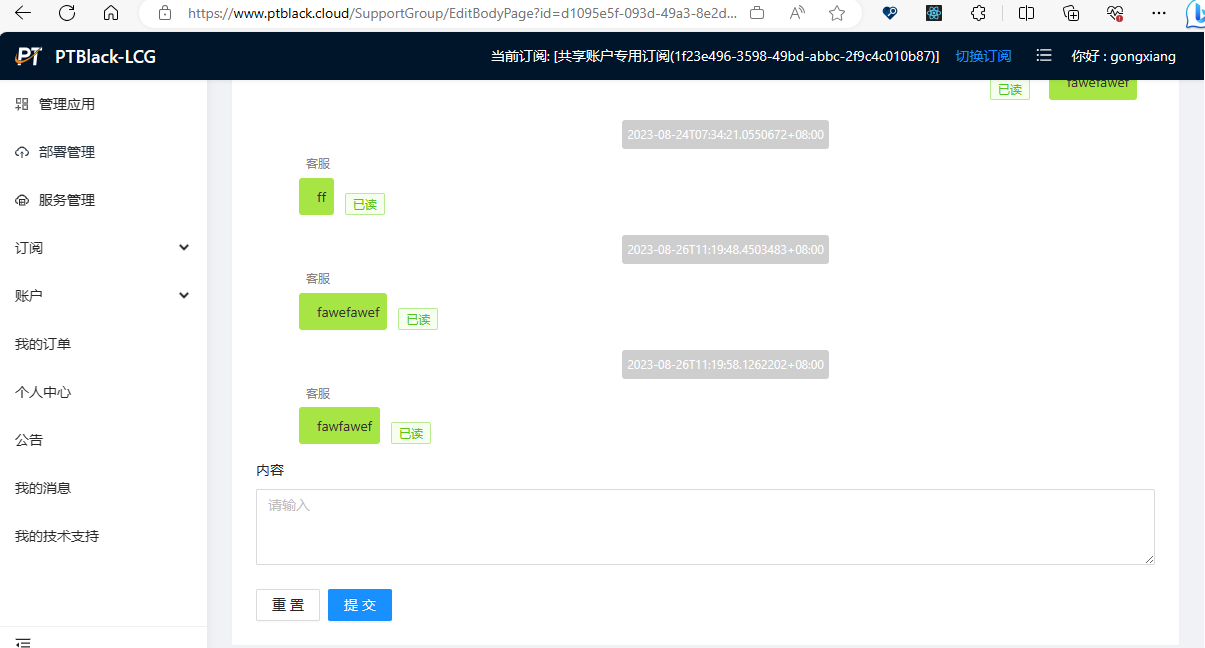 https://www.ptblack.cloud/SupportGroup/EditBodyPage?id=d1095e5f-093d-49a3-8e2d...
PT PTBlack-LCG
当前订阅: [共享账户专用订阅(1f23e496-3598-49bd-abbc-2f9c4c010b87)] 切换订阅 你好 : gongxiang
管理应用
部署管理
服务管理
订阅
账户
我的订单
个人中心
公告
我的消息
我的技术支持
已读 fawefawef
2023-08-24T07:34:21.0550672+08:00
客服
ff 已读
2023-08-26T11:19:48.4503483+08:00
客服
fawefawef 已读
2023-08-26T11:19:58.1262202+08:00
客服
fawfawef 已读
内容
请输入
重 置 提 交